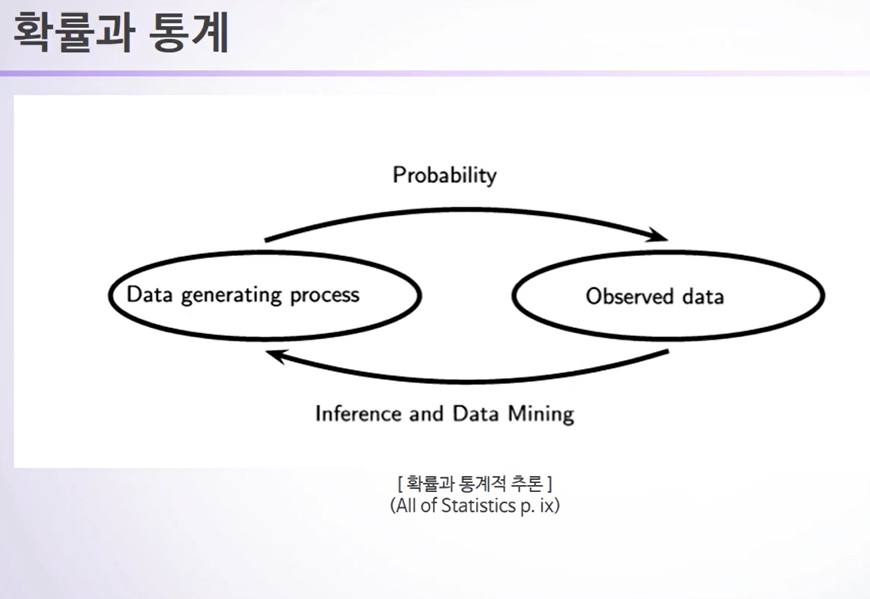 확률과 통계
Probability
Data generating process
Observed data
Inference and Data Mining
[ 확률과 통계적 추론 ]
(All of Statistics p. ix)